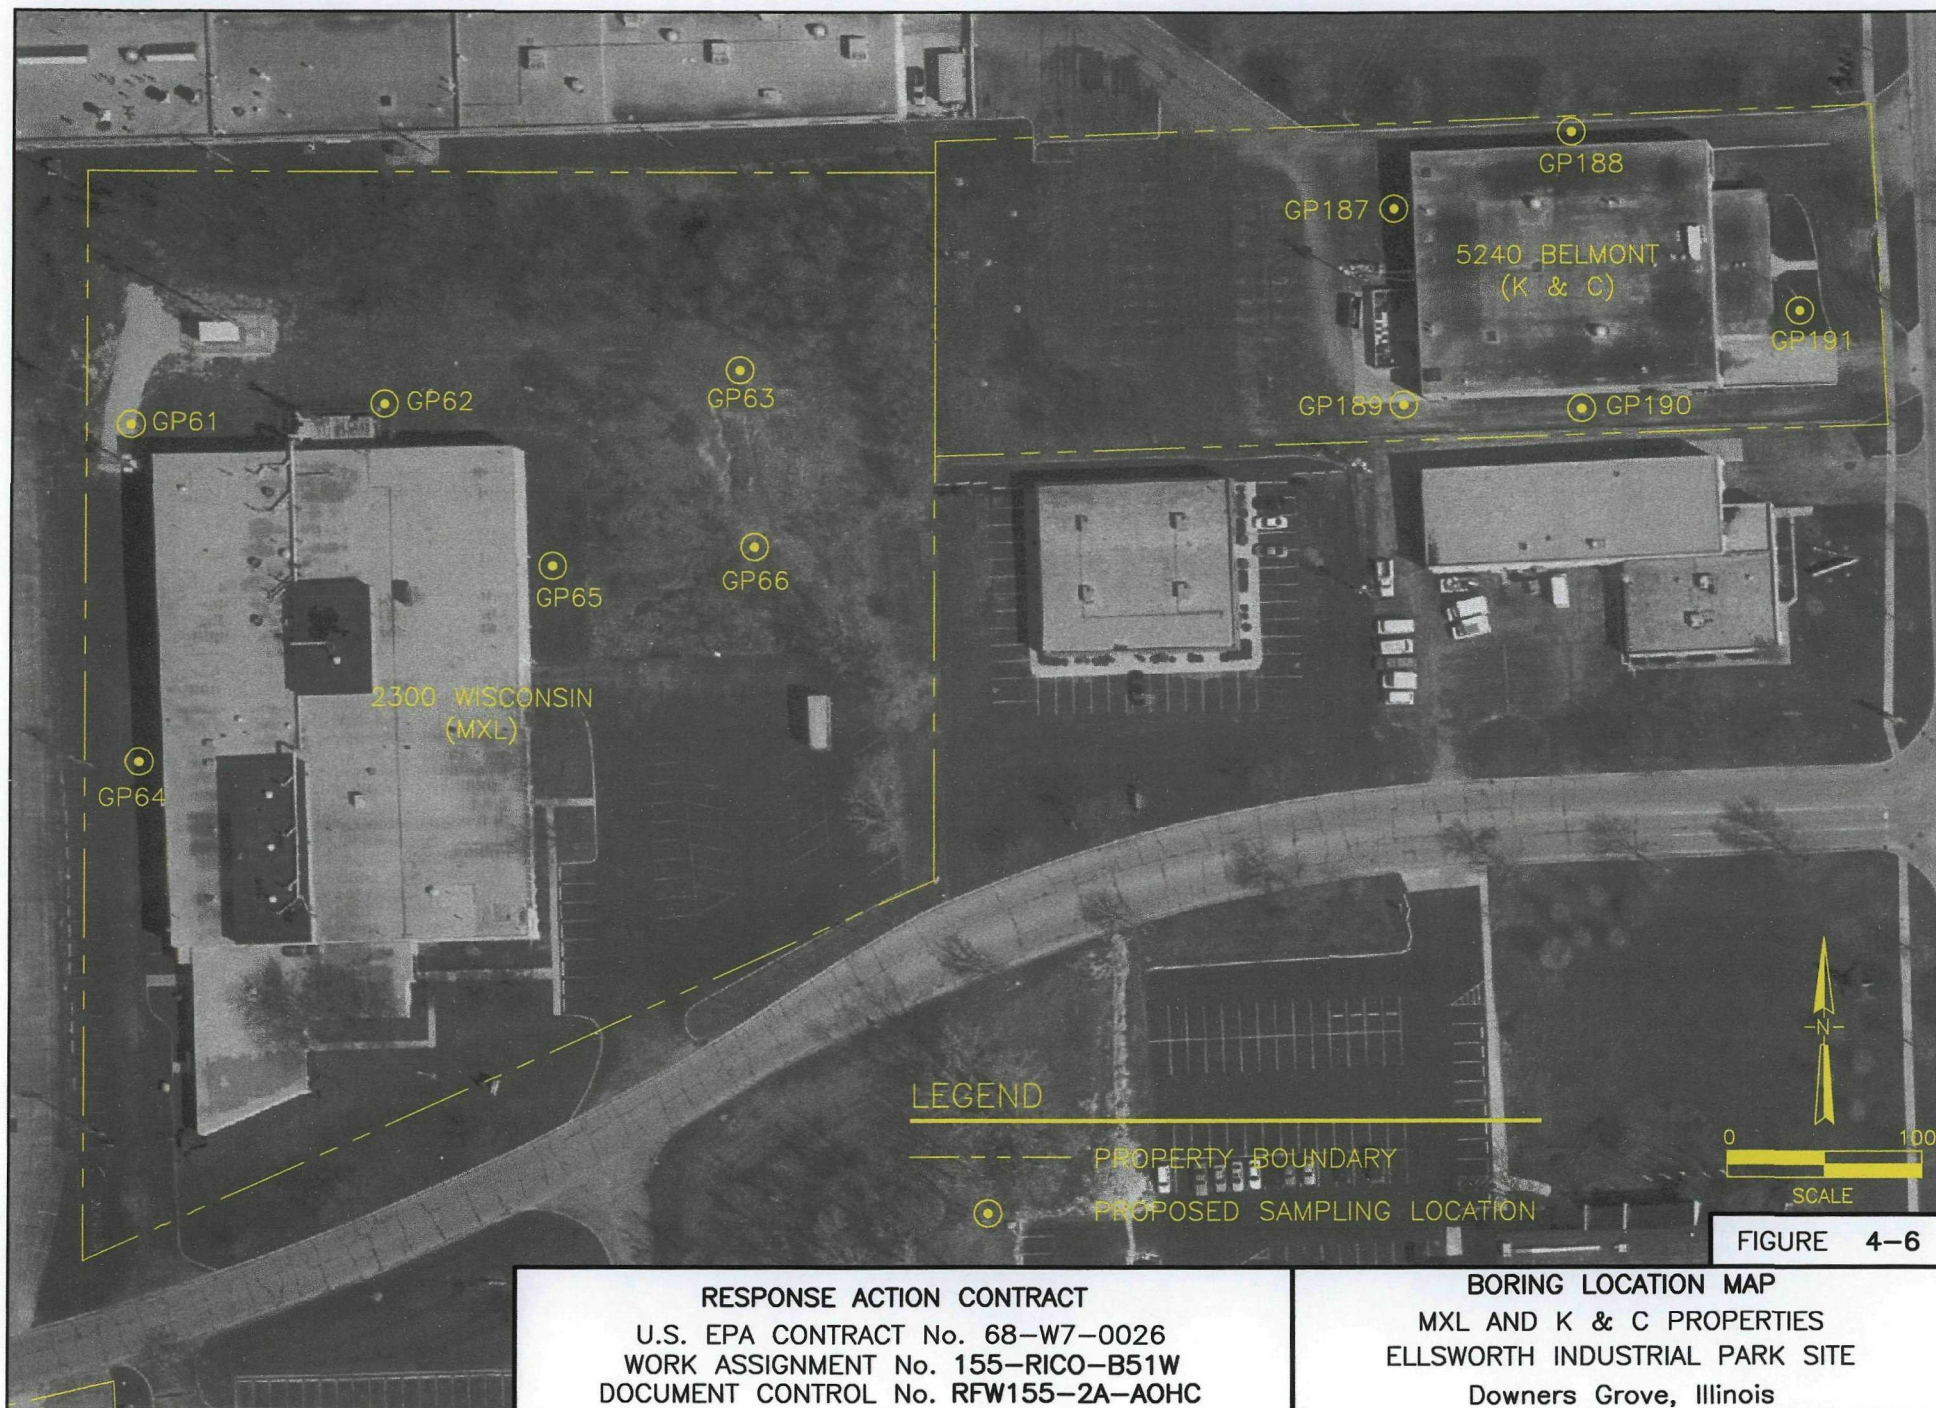 GP188
GP187
5240 BELMONT
(K & C)
GP191
GP63
GP62
GP189
GP190
GP61
GP66
GP65
2300 WISCONSIN
(MXL)
GP64
-N-
LEGEND
PROPERTY BOUNDARY
PROPOSED SAMPLING LOCATION
0 100
SCALE
FIGURE 4-6
RESPONSE ACTION CONTRACT
U.S. EPA CONTRACT No. 68-W7-0026
WORK ASSIGNMENT No. 155-RICO-B51W
DOCUMENT CONTROL No. RFW155-2A-AOHC
BORING LOCATION MAP
MXL AND K & C PROPERTIES
ELLSWORTH INDUSTRIAL PARK SITE
Downers Grove, Illinois